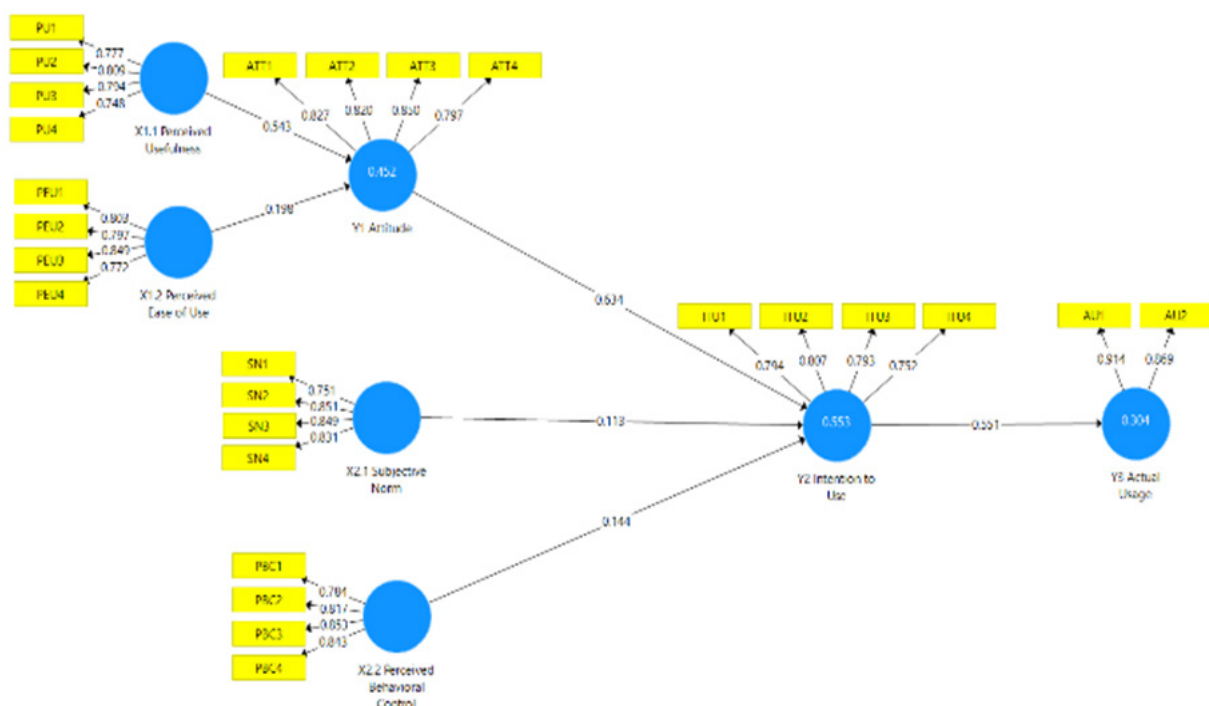 PU1
PU2
PU3
PU4
0.777
0.809
0.794
0.748
X1.1 Perceived
Usefulness
0.543
ATT1
ATT2
ATT3
ATT4
0.827
0.820
0.850
0.797
0.452
Y1 Attitude
PEU1
PEU2
PEU3
PEU4
0.803
0.797
0.849
0.772
X1.2 Perceived
Ease of Use
0.198
0.634
SN1
SN2
SN3
SN4
0.751
0.851
0.849
0.831
X2.1 Subjective
Norm
0.113
ITU1
ITU2
ITU3
ITU4
0.794
0.807
0.793
0.752
0.553
Y2 Intention to
Use
0.551
AU1
AU2
0.914
0.869
0.304
Y3 Actual
Usage
0.144
PBC1
PBC2
PBC3
PBC4
0.784
0.817
0.853
0.843
X2.2 Perceived
Behavioral
Control